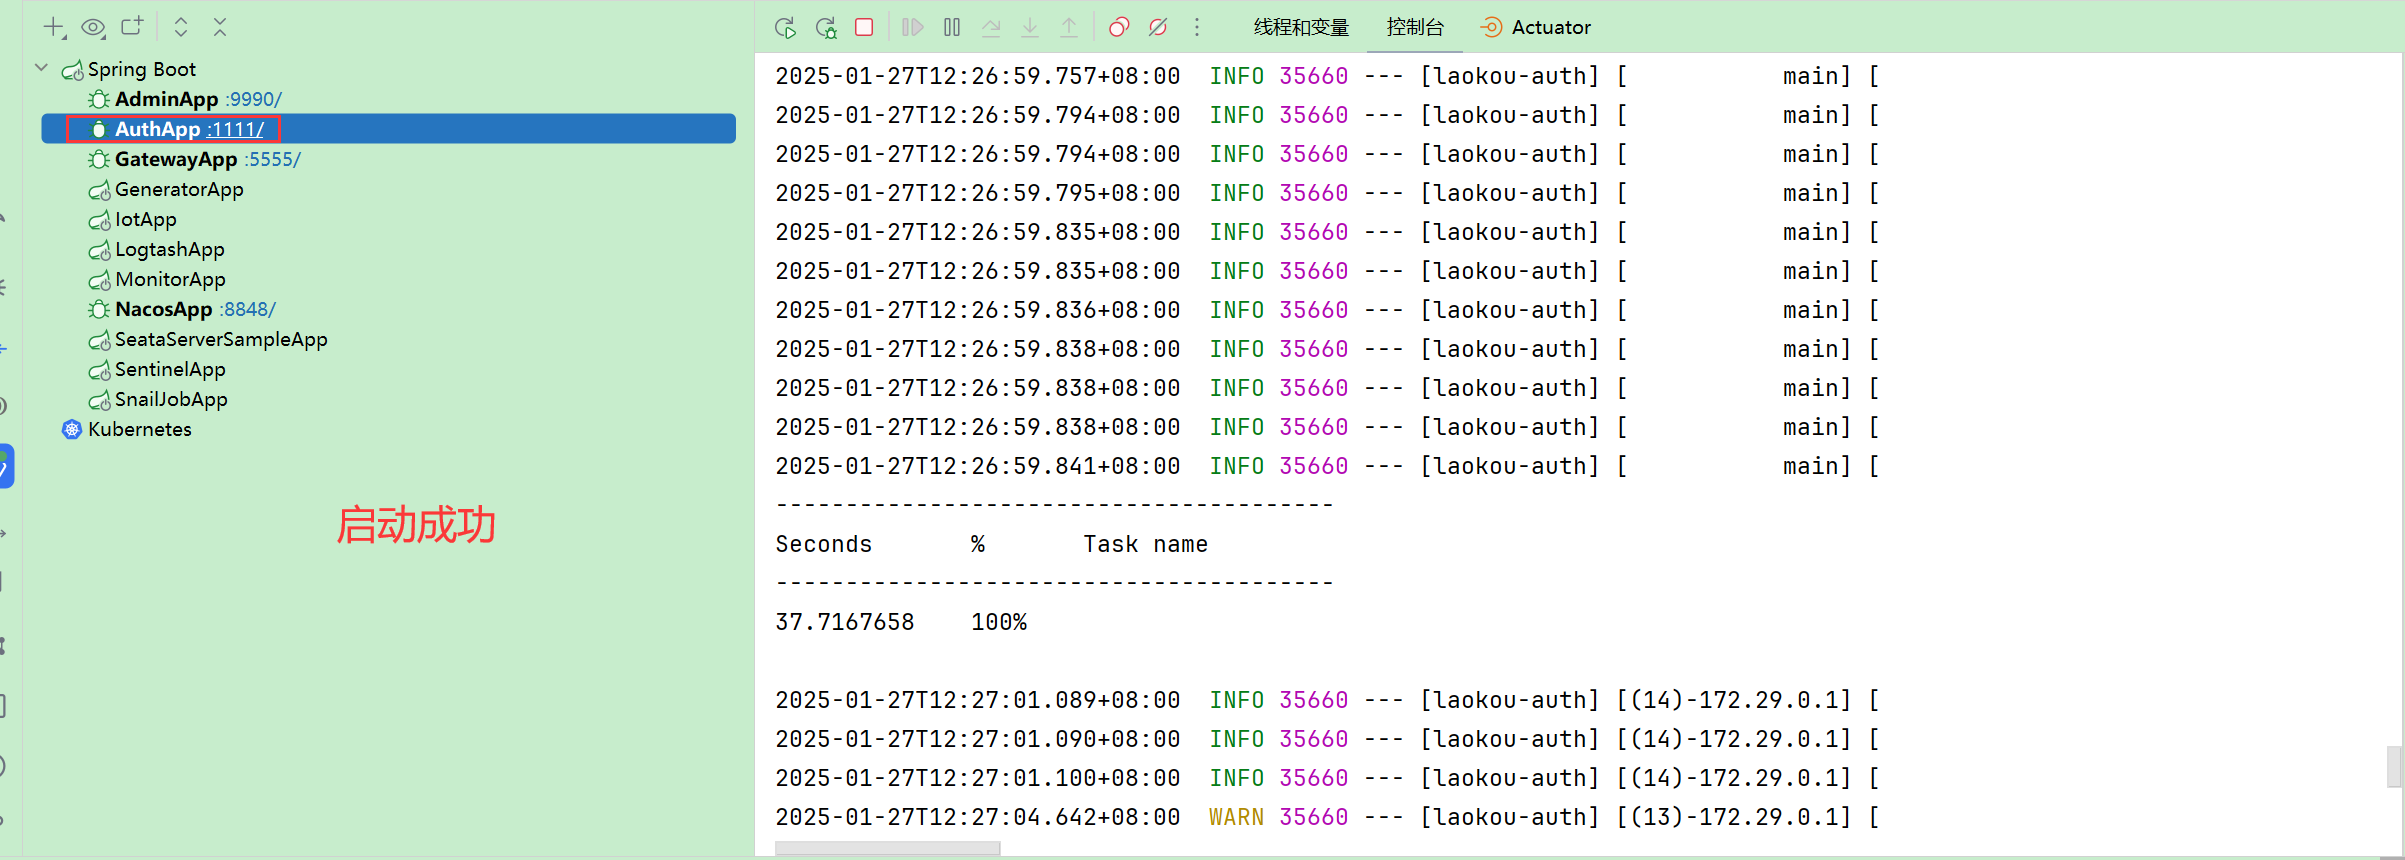 Spring Boot
AdminApp :9990/
AuthApp :1111/
GatewayApp :5555/
GeneratorApp
IotApp
LogtashApp
MonitorApp
NacosApp :8848/
SeataServerSampleApp
SentinelApp
SnailJobApp
Kubernetes
启动成功
线程和变量 控制台 Actuator
2025-01-27T12:26:59.757+08:00 INFO 35660 --- [laokou-auth] [ main] [
2025-01-27T12:26:59.794+08:00 INFO 35660 --- [laokou-auth] [ main] [
2025-01-27T12:26:59.794+08:00 INFO 35660 --- [laokou-auth] [ main] [
2025-01-27T12:26:59.795+08:00 INFO 35660 --- [laokou-auth] [ main] [
2025-01-27T12:26:59.835+08:00 INFO 35660 --- [laokou-auth] [ main] [
2025-01-27T12:26:59.835+08:00 INFO 35660 --- [laokou-auth] [ main] [
2025-01-27T12:26:59.836+08:00 INFO 35660 --- [laokou-auth] [ main] [
2025-01-27T12:26:59.838+08:00 INFO 35660 --- [laokou-auth] [ main] [
2025-01-27T12:26:59.838+08:00 INFO 35660 --- [laokou-auth] [ main] [
2025-01-27T12:26:59.838+08:00 INFO 35660 --- [laokou-auth] [ main] [
2025-01-27T12:26:59.841+08:00 INFO 35660 --- [laokou-auth] [ main] [
----------------------------------------
Seconds % Task name
----------------------------------------
37.7167658 100%
2025-01-27T12:27:01.089+08:00 INFO 35660 --- [laokou-auth] [(14)-172.29.0.1] [
2025-01-27T12:27:01.090+08:00 INFO 35660 --- [laokou-auth] [(14)-172.29.0.1] [
2025-01-27T12:27:01.100+08:00 INFO 35660 --- [laokou-auth] [(14)-172.29.0.1] [
2025-01-27T12:27:04.642+08:00 WARN 35660 --- [laokou-auth] [(13)-172.29.0.1] [